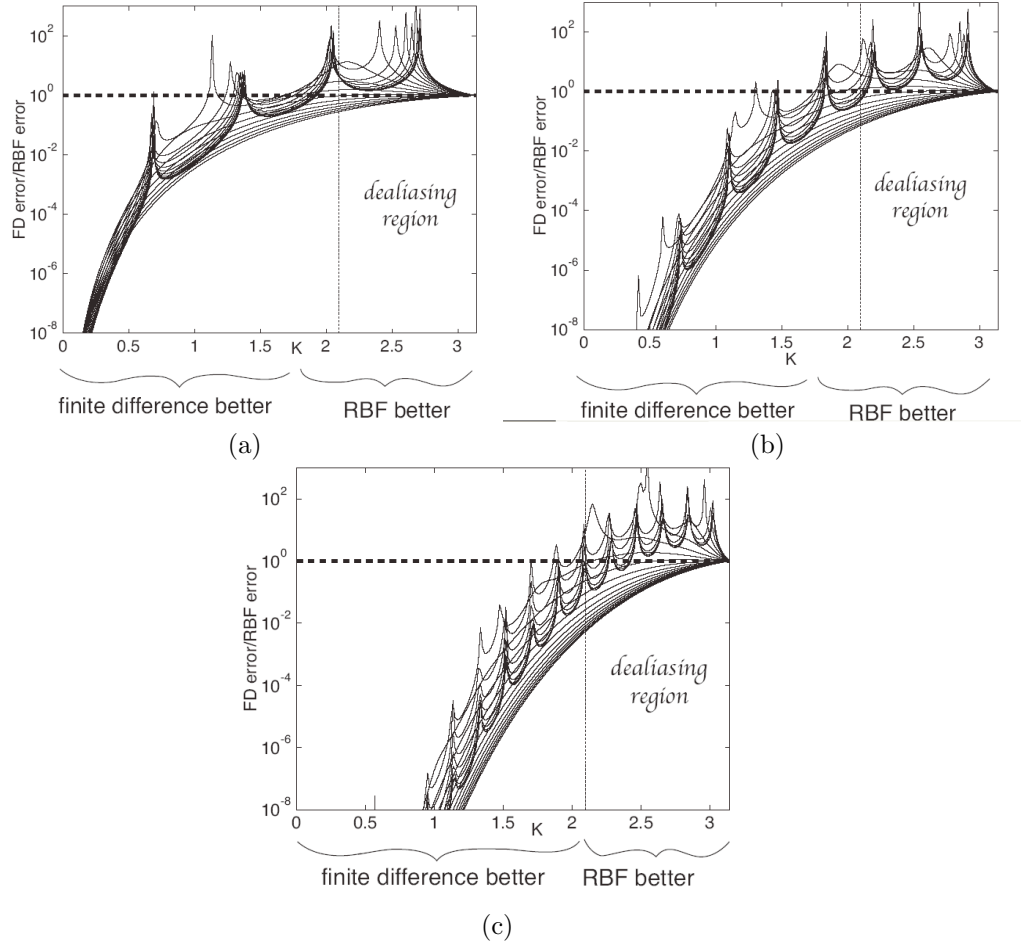 FD error/RBF error
10^2
10^0
10^-2
10^-4
10^-6
10^-8
dealiasing
region
0 0.5 1 1.5 2 2.5 3
K
finite difference better
RBF better
(a)
FD error/RBF error
10^2
10^0
10^-2
10^-4
10^-6
10^-8
dealiasing
region
0 0.5 1 1.5 2 2.5 3
K
finite difference better
RBF better
(b)
FD error/RBF error
10^2
10^0
10^-2
10^-4
10^-6
10^-8
dealiasing
region
0 0.5 1 1.5 2 2.5 3
K
finite difference better
RBF better
(c)